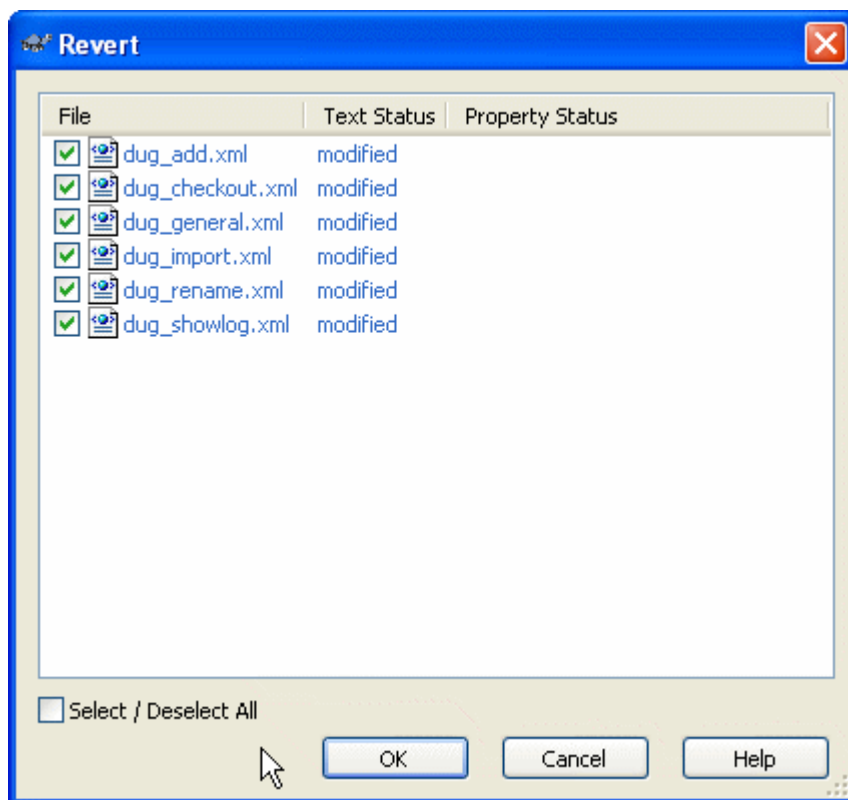 Revert
File Text Status Property Status
dug_add.xml modified
dug_checkout.xml modified
dug_general.xml modified
dug_import.xml modified
dug_rename.xml modified
dug_showlog.xml modified
Select / Deselect All
OK Cancel Help